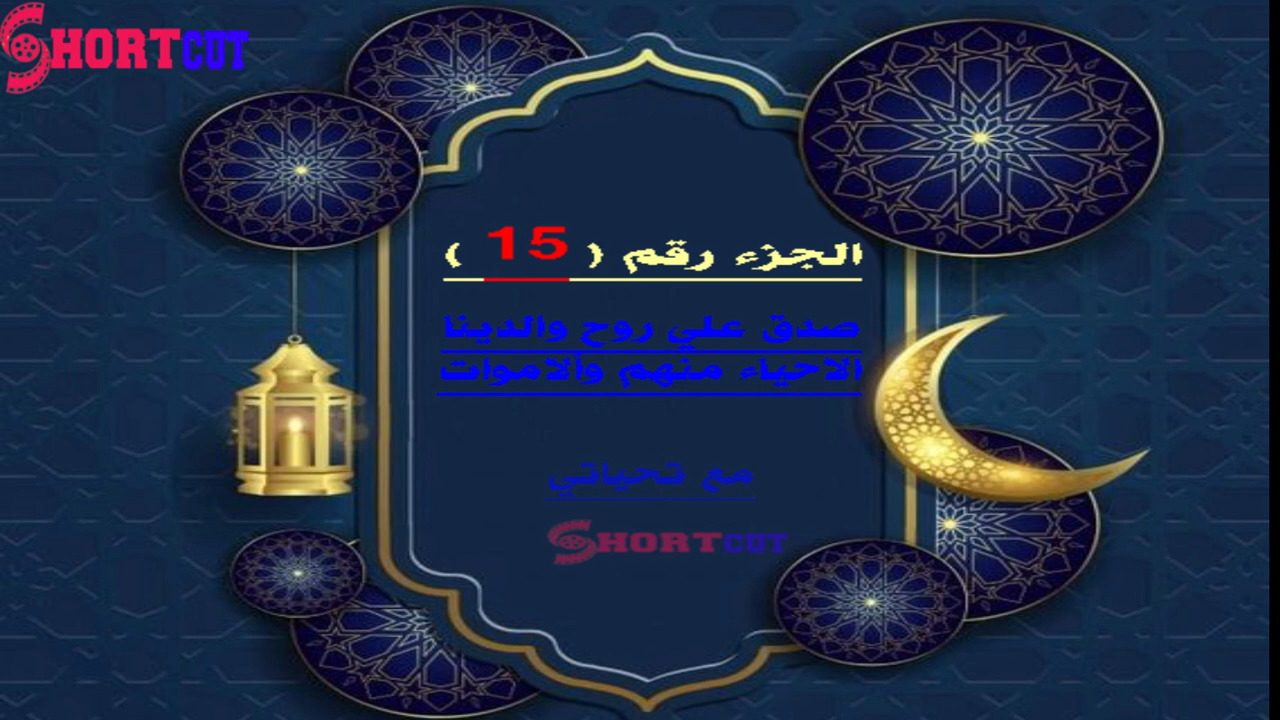 SHORTCUT
الجزء رقم ( 15 )
صدق علي روح والدينا
الاحياء منهم والاموات
مع تحياتي
SHORTCUT